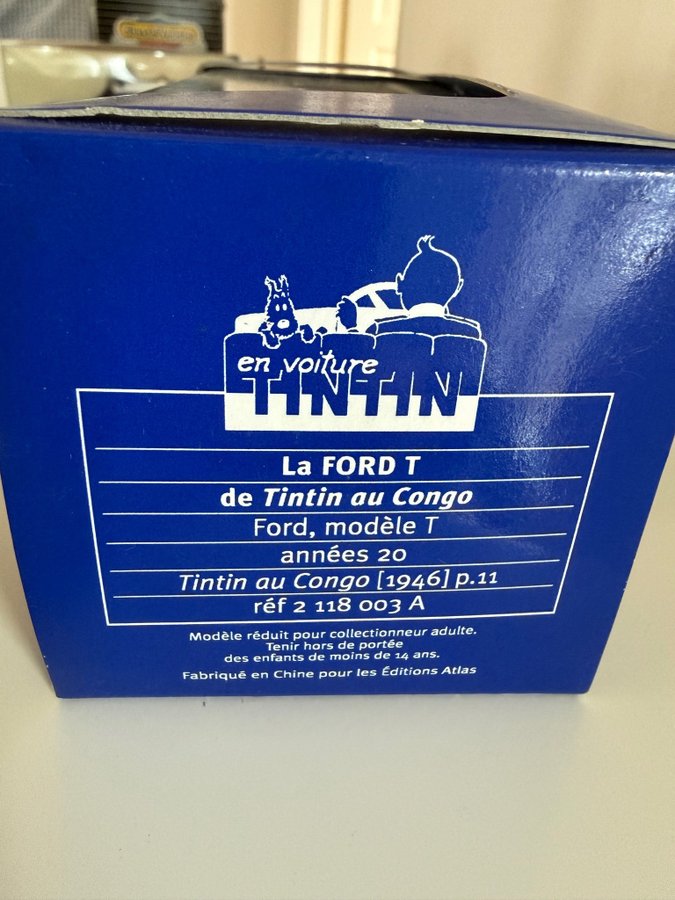 en voiture
TINTIN
La FORD T
de Tintin au Congo
Ford, modèle T
années 20
Tintin au Congo [1946] p.11
réf 2 118 003 A
Modèle réduit pour collectionneur adulte.
Tenir hors de portée
des enfants de moins de 14 ans.
Fabriqué en Chine pour les Éditions Atlas